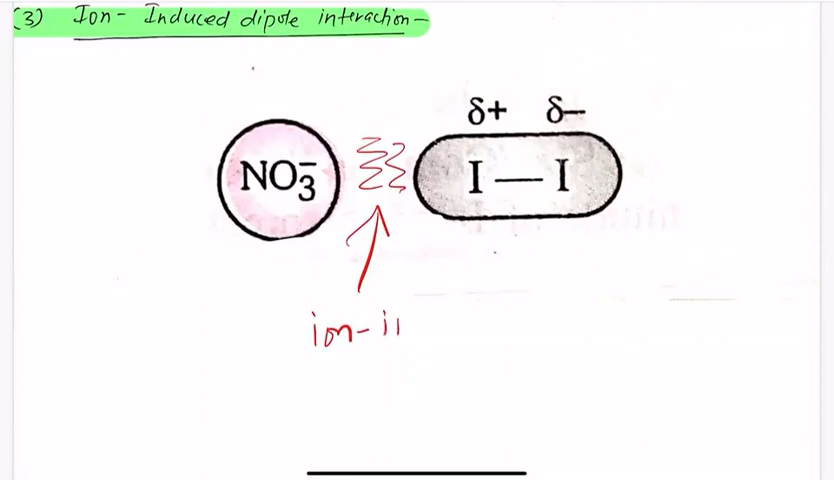 (3) Ion- Induced dipole interaction-
δ+ δ–
NO₃⁻ I — I
ion- i